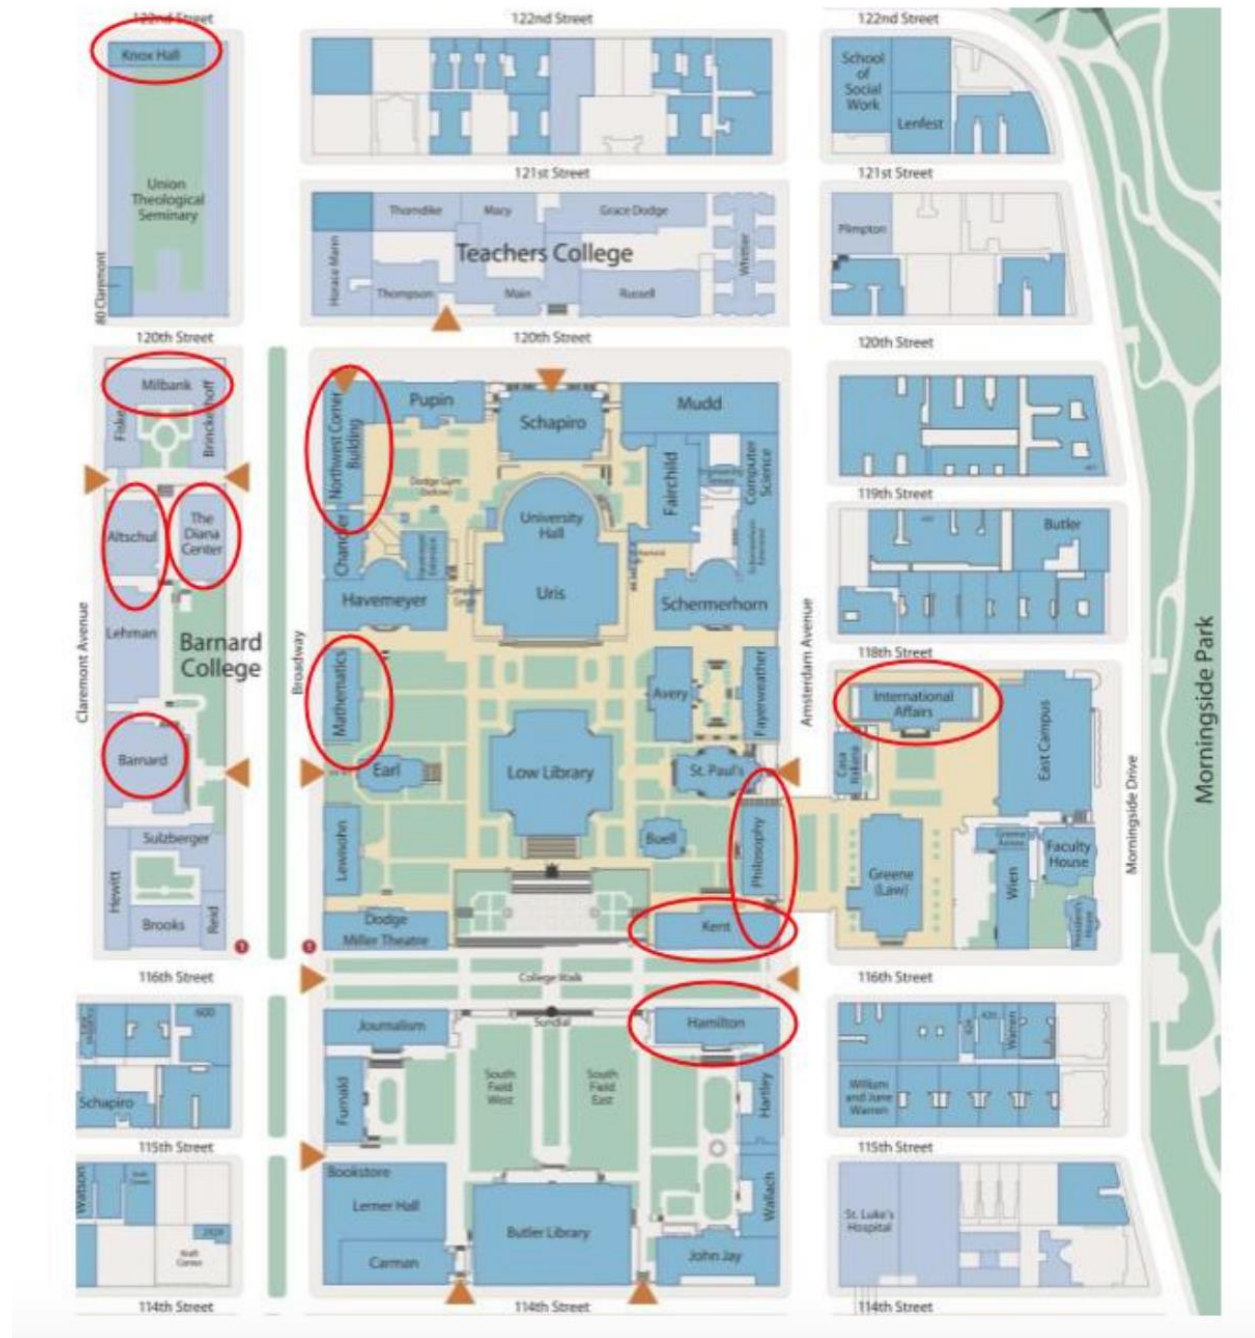 122nd Street
122nd Street
122nd Street
Knox Hall
School
of
Social
Work
Lenfest
Union
Theological
Seminary
121st Street
121st Street
Thorndike
Macy
Grace Dodge
Horace Mann
Teachers College
Whittier
Plimpton
Thompson
Main
Russell
80 Claremont
120th Street
120th Street
120th Street
Milbank
Fiske
Brinckerhoff
Northwest Corner
Building
Pupin
Schapiro
Mudd
Dodge Gym
(below)
Fairchild
Computer
Science
119th Street
Altschul
The
Diana
Center
Chandler
University
Hall
Uris
Havemeyer
Schermerhorn
Butler
Claremont Avenue
Lehman
Barnard
College
Broadway
Amsterdam Avenue
118th Street
Mathematics
Avery
Fayerweather
International
Affairs
East Campus
Morningside Park
Barnard
Earl
Low Library
St. Paul's
Casa
Italiana
Morningside Drive
Sulzberger
Hewitt
Brooks
Reid
Lewisohn
Buell
Philosophy
Greene
(Law)
Wien
Faculty
House
Dodge
Miller Theatre
Kent
116th Street
College Walk
116th Street
600
Journalism
Sundial
Hamilton
Warren
Schapiro
Furnald
South
Field
West
South
Field
East
Hartley
William
and June
Warren
115th Street
115th Street
Watson
Bookstore
Lerner Hall
Carman
Butler Library
Wallach
John Jay
St. Luke's
Hospital
114th Street
114th Street
114th Street